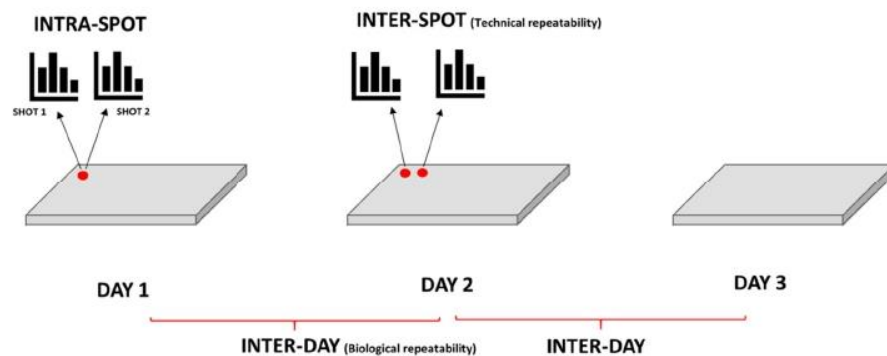 INTRA-SPOT
INTER-SPOT (Technical repeatability)
SHOT 1
SHOT 2
DAY 1
DAY 2
DAY 3
INTER-DAY (Biological repeatability)
INTER-DAY